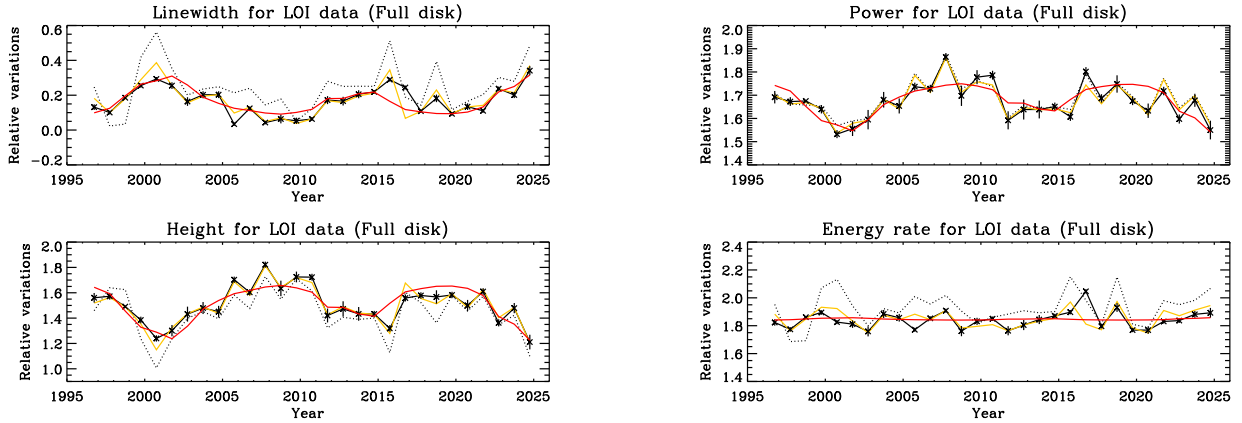 Linewidth for LOI data (Full disk)
Relative variations
0.6
0.4
0.2
0.0
-0.2
1995 2000 2005 2010 2015 2020 2025
Year
Power for LOI data (Full disk)
Relative variations
2.0
1.9
1.8
1.7
1.6
1.5
1.4
1995 2000 2005 2010 2015 2020 2025
Year
Height for LOI data (Full disk)
Relative variations
2.0
1.8
1.6
1.4
1.2
1.0
1995 2000 2005 2010 2015 2020 2025
Year
Energy rate for LOI data (Full disk)
Relative variations
2.4
2.2
2.0
1.8
1.6
1.4
1995 2000 2005 2010 2015 2020 2025
Year